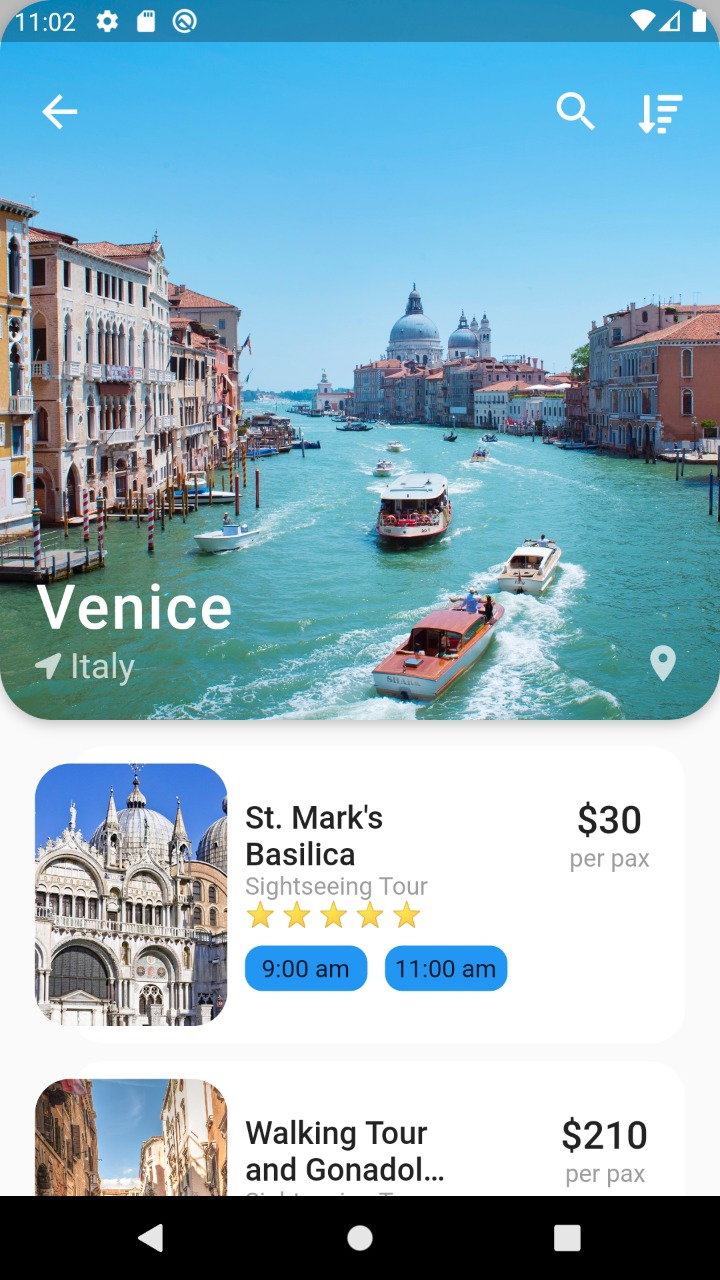 11:02
Venice
Italy
St. Mark's
Basilica
$30
per pax
Sightseeing Tour
9:00 am
11:00 am
Walking Tour
and Gonadol...
$210
per pax